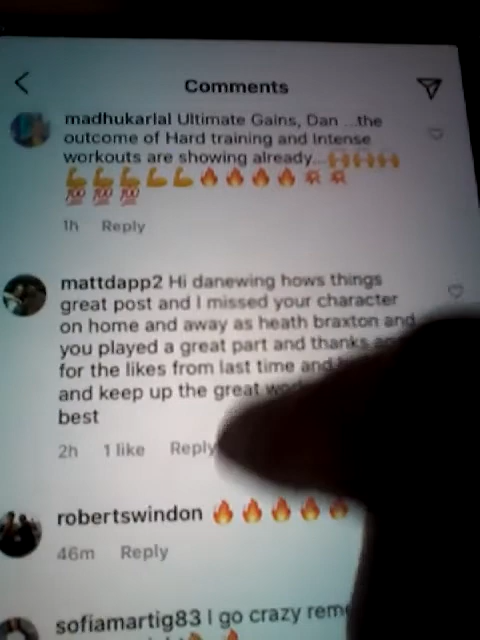 Comments
madhukarlal Ultimate Gains, Dan ...the
outcome of Hard training and Intense
workouts are showing already...🙌🙌🙌
💪💪💪💪💪🔥🔥🔥🔥💥💥
💯💯💯
1h Reply
mattdapp2 Hi danewing hows things
great post and I missed your character
on home and away as heath braxton and
you played a great part and thanks
for the likes from last time and
and keep up the great
best
2h 1 like Reply
robertswindon 🔥🔥🔥🔥🔥
46m Reply
sofiamartig83 I go crazy